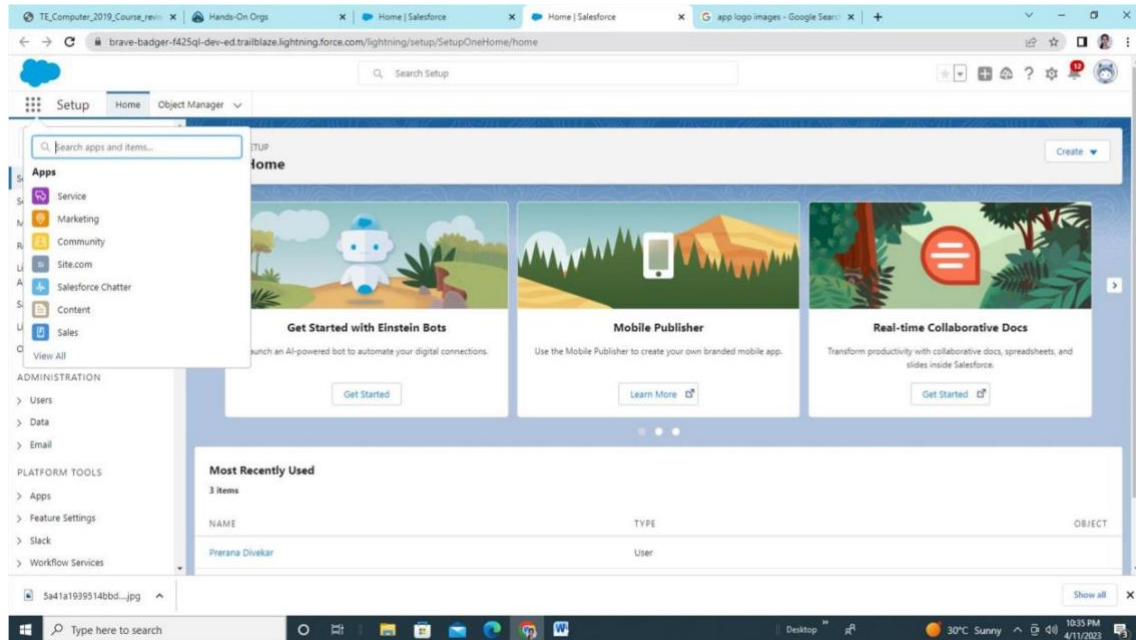 TE_Computer_2019_Course_revis
Hands-On Orgs
Home | Salesforce
Home | Salesforce
app logo images - Google Search
brave-badger-f425ql-dev-ed.trailblaze.lightning.force.com/lightning/setup/SetupOneHome/home
Search Setup
12
Setup
Home
Object Manager
Search apps and items...
Apps
Service
Marketing
Community
Site.com
Salesforce Chatter
Content
Sales
View All
ADMINISTRATION
Users
Data
Email
PLATFORM TOOLS
Apps
Feature Settings
Slack
Workflow Services
SETUP
Home
Create
Get Started with Einstein Bots
Launch an AI-powered bot to automate your digital connections.
Get Started
Mobile Publisher
Use the Mobile Publisher to create your own branded mobile app.
Learn More
Real-time Collaborative Docs
Transform productivity with collaborative docs, spreadsheets, and
slides inside Salesforce.
Get Started
Most Recently Used
3 items
NAME TYPE OBJECT
Prerana Divekar User
5a41a1939514bbd....jpg
Show all
Type here to search
Desktop
30°C Sunny
10:35 PM
4/11/2023